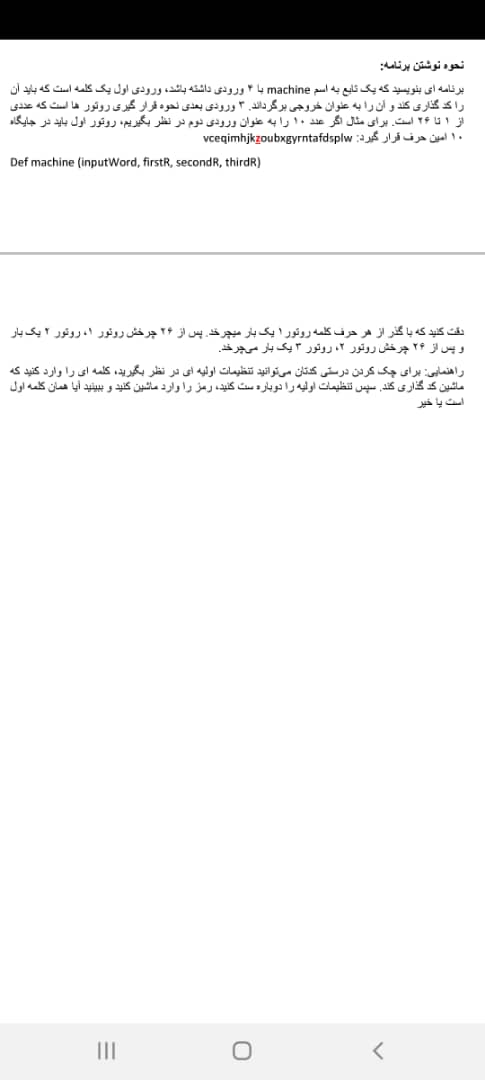 نحوه نوشتن برنامه:
برنامه ای بنویسید که یک تابع به اسم machine با ۴ ورودی داشته باشد، ورودی اول یک کلمه است که باید آن
را کد گذاری کند و آن را به عنوان خروجی برگرداند. ۳ ورودی بعدی نحوه قرار گیری روتور ها است که عددی
از ۱ تا ۲۶ است. برای مثال اگر عدد ۱۰ را به عنوان ورودی دوم در نظر بگیریم، روتور اول باید در جایگاه
۱۰ امین حرف قرار گیرد: vceqimhjkzoubxgyrntafdsplw
Def machine (inputWord, firstR, secondR, thirdR)
دقت کنید که با گذر از هر حرف کلمه روتور ۱ یک بار میچرخد. پس از ۲۶ چرخش روتور ۱، روتور ۲ یک بار
و پس از ۲۶ چرخش روتور ۲، روتور ۳ یک بار می‌چرخد.
راهنمایی: برای چک کردن درستی کدتان می‌توانید تنظیمات اولیه ای در نظر بگیرید، کلمه ای را وارد کنید که
ماشین کد گذاری کند. سپس تنظیمات اولیه را دوباره ست کنید، رمز را وارد ماشین کنید و ببینید آیا همان کلمه اول
است یا خیر